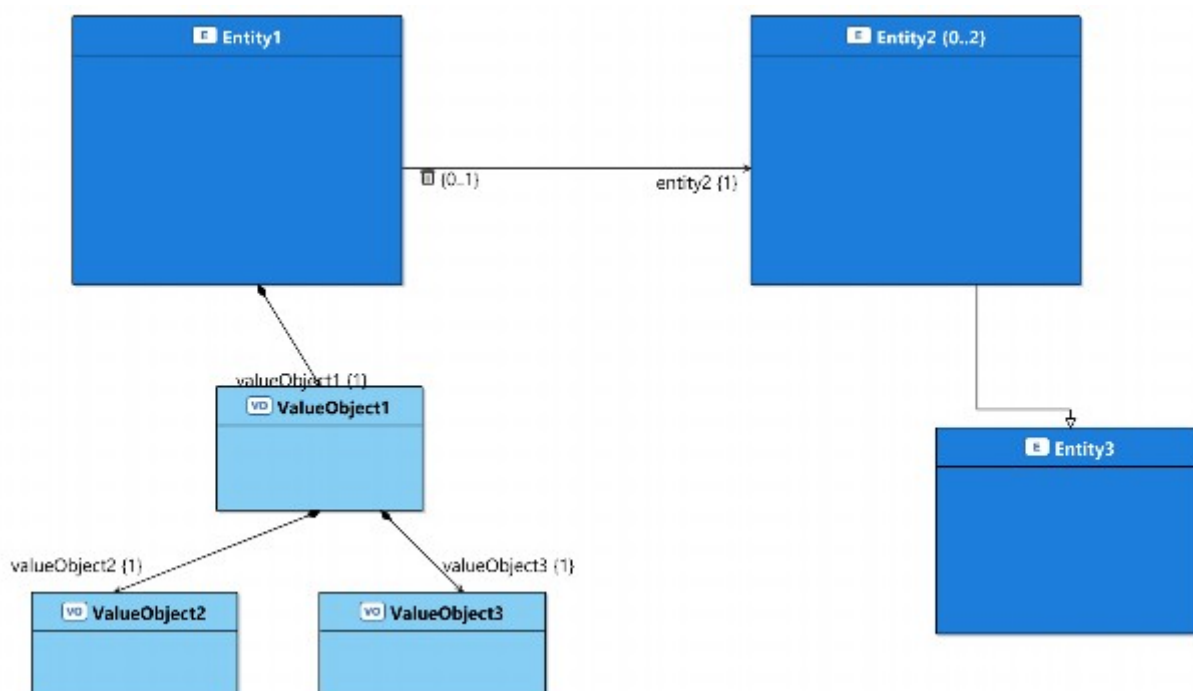 E Entity1
E Entity2 {0..2}
{0..1}
entity2 {1}
valueObject1 {1}
VO ValueObject1
E Entity3
valueObject2 {1}
valueObject3 {1}
VO ValueObject2
VO ValueObject3